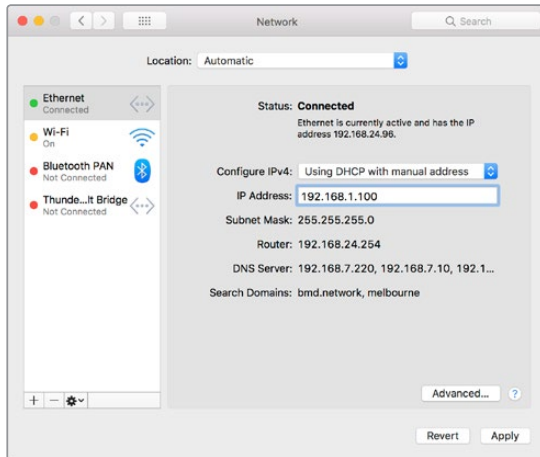 Network
Search
Location: Automatic
Ethernet
Connected
Wi-Fi
On
Bluetooth PAN
Not Connected
Thunde...lt Bridge
Not Connected
Status: Connected
Ethernet is currently active and has the IP
address 192.168.24.96.
Configure IPv4: Using DHCP with manual address
IP Address: 192.168.1.100
Subnet Mask: 255.255.255.0
Router: 192.168.24.254
DNS Server: 192.168.7.220, 192.168.7.10, 192.1...
Search Domains: bmd.network, melbourne
+ −
Advanced... ?
Revert Apply